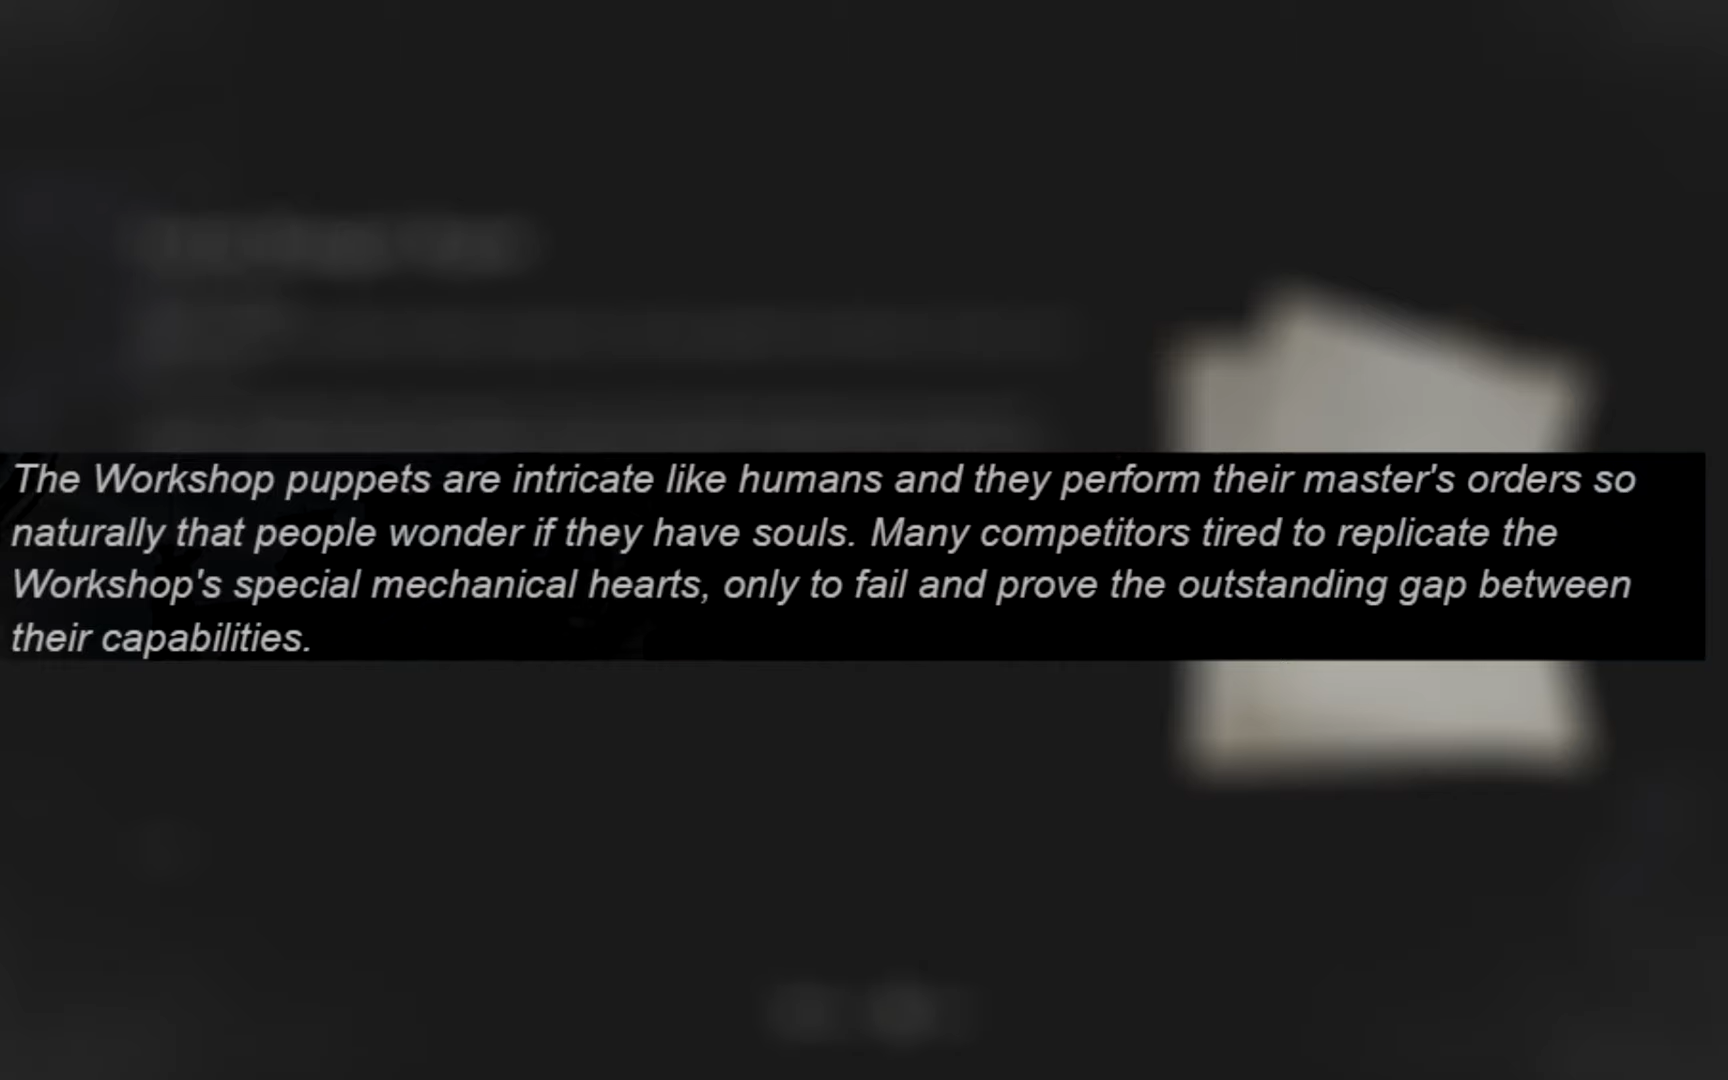 The Workshop puppets are intricate like humans and they perform their master's orders so
naturally that people wonder if they have souls. Many competitors tired to replicate the
Workshop's special mechanical hearts, only to fail and prove the outstanding gap between
their capabilities.